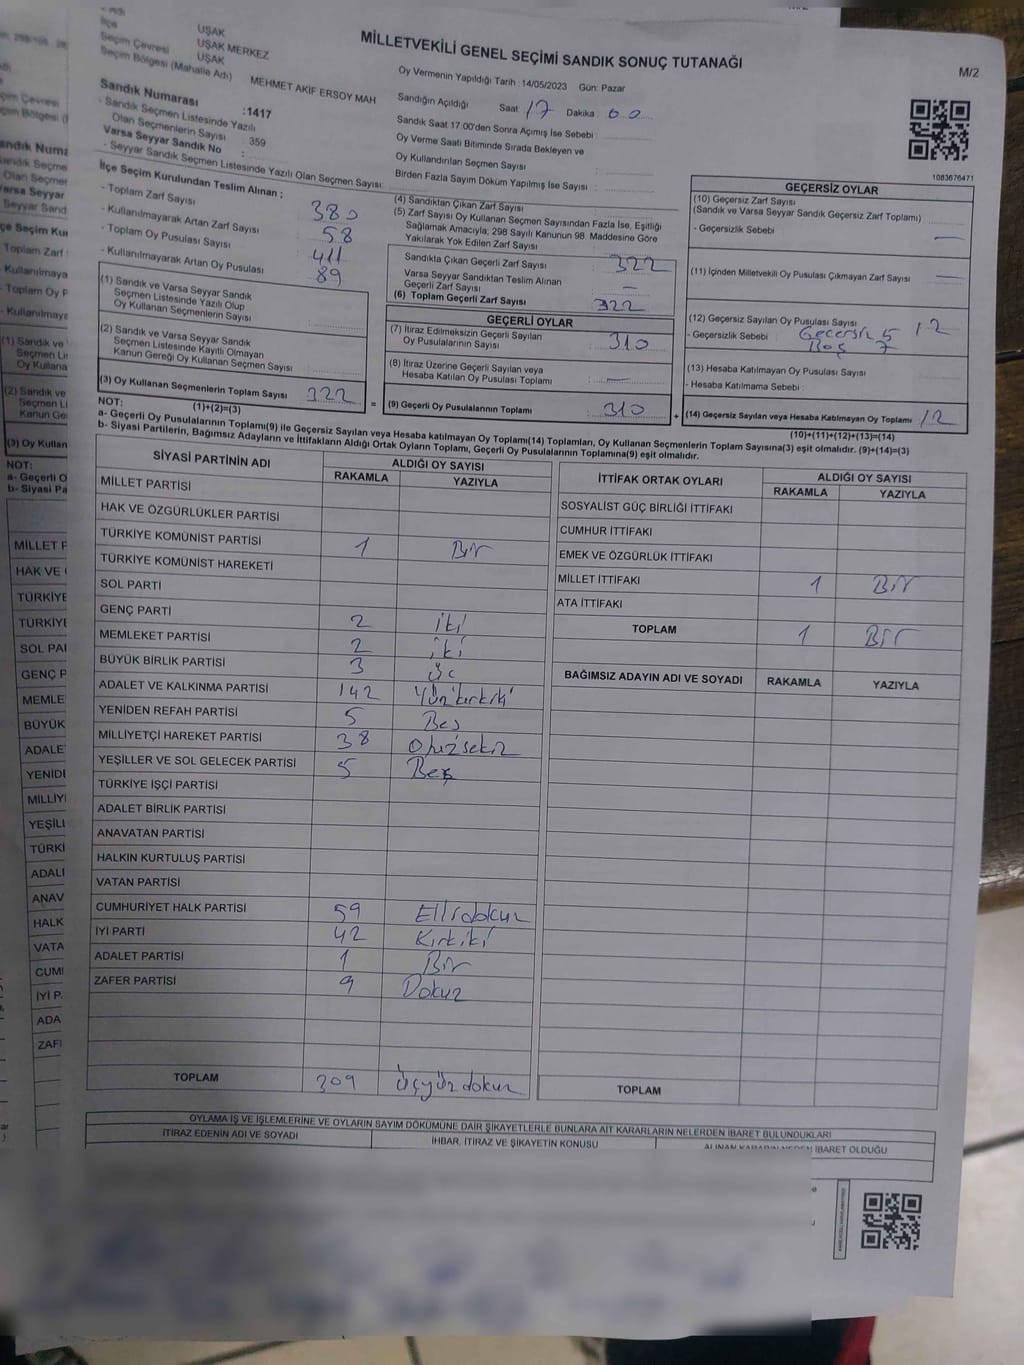 MİLLETVEKİLİ GENEL SEÇİMİ SANDIK SONUÇ TUTANAĞI
M/2
İlçe
UŞAK
Seçim Çevresi
UŞAK MERKEZ
Seçim Bölgesi (Mahalle Adı)
UŞAK
MEHMET AKİF ERSOY MAH
Sandık Numarası :1417
- Sandık Seçmen Listesinde Yazılı
Olan Seçmenlerin Sayısı : 359
Varsa Seyyar Sandık No :
- Seyyar Sandık Seçmen Listesinde Yazılı Olan Seçmen Sayısı:
Oy Vermenin Yapıldığı Tarih : 14/05/2023 Gün: Pazar
Sandığın Açıldığı Saat : 17 Dakika : 00
Sandık Saat 17.00'den Sonra Açımış İse Sebebi :
Oy Verme Saati Bitiminde Sırada Bekleyen ve
Oy Kullandırılan Seçmen Sayısı :
Birden Fazla Sayım Döküm Yapılmış İse Sayısı :
1083676471
İlçe Seçim Kurulundan Teslim Alınan :
- Toplam Zarf Sayısı 380
- Kullanılmayarak Artan Zarf Sayısı 58
- Toplam Oy Pusulası Sayısı 411
- Kullanılmayarak Artan Oy Pusulası 89
(1) Sandık ve Varsa Seyyar Sandık
Seçmen Listesinde Yazılı Olup
Oy Kullanan Seçmenlerin Sayısı :
(2) Sandık ve Varsa Seyyar Sandık
Seçmen Listesinde Kayıtlı Olmayan
Kanun Gereği Oy Kullanan Seçmen Sayısı :
(3) Oy Kullanan Seçmenlerin Toplam Sayısı 322
(1)+(2)=(3)
(4) Sandıktan Çıkan Zarf Sayısı :
(5) Zarf Sayısı Oy Kullanan Seçmen Sayısından Fazla İse, Eşitliği
Sağlamak Amacıyla; 298 Sayılı Kanunun 98. Maddesine Göre
Yakılarak Yok Edilen Zarf Sayısı
Sandıkta Çıkan Geçerli Zarf Sayısı : 322
Varsa Seyyar Sandıktan Teslim Alınan
Geçerli Zarf Sayısı : —
(6) Toplam Geçerli Zarf Sayısı 322
GEÇERLİ OYLAR
(7) İtiraz Edilmeksizin Geçerli Sayılan
Oy Pusulalarının Sayısı : 310
(8) İtiraz Üzerine Geçerli Sayılan veya
Hesaba Katılan Oy Pusulası Toplamı : —
= (9) Geçerli Oy Pusulalarının Toplamı : 310 +
GEÇERSİZ OYLAR
(10) Geçersiz Zarf Sayısı
(Sandık ve Varsa Seyyar Sandık Geçersiz Zarf Toplamı)
- Geçersizlik Sebebi : —
(11) İçinden Milletvekili Oy Pusulası Çıkmayan Zarf Sayısı : —
(12) Geçersiz Sayılan Oy Pusulası Sayısı 12
- Geçersizlik Sebebi : Geçersiz 5
Boş 7
(13) Hesaba Katılmayan Oy Pusulası Sayısı :
- Hesaba Katılmama Sebebi :
(14) Geçersiz Sayılan veya Hesaba Katılmayan Oy Toplamı 12
(10)+(11)+(12)+(13)=(14)
NOT:
a- Geçerli Oy Pusulalarının Toplamı(9) ile Geçersiz Sayılan veya Hesaba katılmayan Oy Toplamı(14) Toplamları, Oy Kullanan Seçmenlerin Toplam Sayısına(3) eşit olmalıdır. (9)+(14)=(3)
b- Siyasi Partilerin, Bağımsız Adayların ve İttifakların Aldığı Ortak Oyların Toplamı, Geçerli Oy Pusulalarının Toplamına(9) eşit olmalıdır.
SİYASİ PARTİNİN ADI ALDIĞI OY SAYISI
RAKAMLA YAZIYLA
MİLLET PARTİSİ
HAK VE ÖZGÜRLÜKLER PARTİSİ
TÜRKİYE KOMÜNİST PARTİSİ 1 Bir
TÜRKİYE KOMÜNİST HAREKETİ
SOL PARTİ
GENÇ PARTİ 2 iki
MEMLEKET PARTİSİ 2 iki
BÜYÜK BİRLİK PARTİSİ 3 üc
ADALET VE KALKINMA PARTİSİ 142 Yüz kırkiki
YENİDEN REFAH PARTİSİ 5 Beş
MİLLİYETÇİ HAREKET PARTİSİ 38 Otuzsekiz
YEŞİLLER VE SOL GELECEK PARTİSİ 5 Beş
TÜRKİYE İŞÇİ PARTİSİ
ADALET BİRLİK PARTİSİ
ANAVATAN PARTİSİ
HALKIN KURTULUŞ PARTİSİ
VATAN PARTİSİ
CUMHURİYET HALK PARTİSİ 59 Ellidokuz
İYİ PARTİ 42 Kırkiki
ADALET PARTİSİ 1 Bir
ZAFER PARTİSİ 9 Dokuz
TOPLAM 309 üçyüz dokuz
İTTİFAK ORTAK OYLARI ALDIĞI OY SAYISI
RAKAMLA YAZIYLA
SOSYALİST GÜÇ BİRLİĞİ İTTİFAKI
CUMHUR İTTİFAKI
EMEK VE ÖZGÜRLÜK İTTİFAKI
MİLLET İTTİFAKI 1 Bir
ATA İTTİFAKI
TOPLAM 1 Bir
BAĞIMSIZ ADAYIN ADI VE SOYADI RAKAMLA YAZIYLA
TOPLAM
OYLAMA İŞ VE İŞLEMLERİNE VE OYLARIN SAYIM DÖKÜMÜNE DAİR ŞİKAYETLERLE BUNLARA AİT KARARLARIN NELERDEN İBARET BULUNDUKLARI
İTİRAZ EDENİN ADI VE SOYADI İHBAR, İTİRAZ VE ŞİKAYETİN KONUSU ALINAN KARARIN NEDEN İBARET OLDUĞU